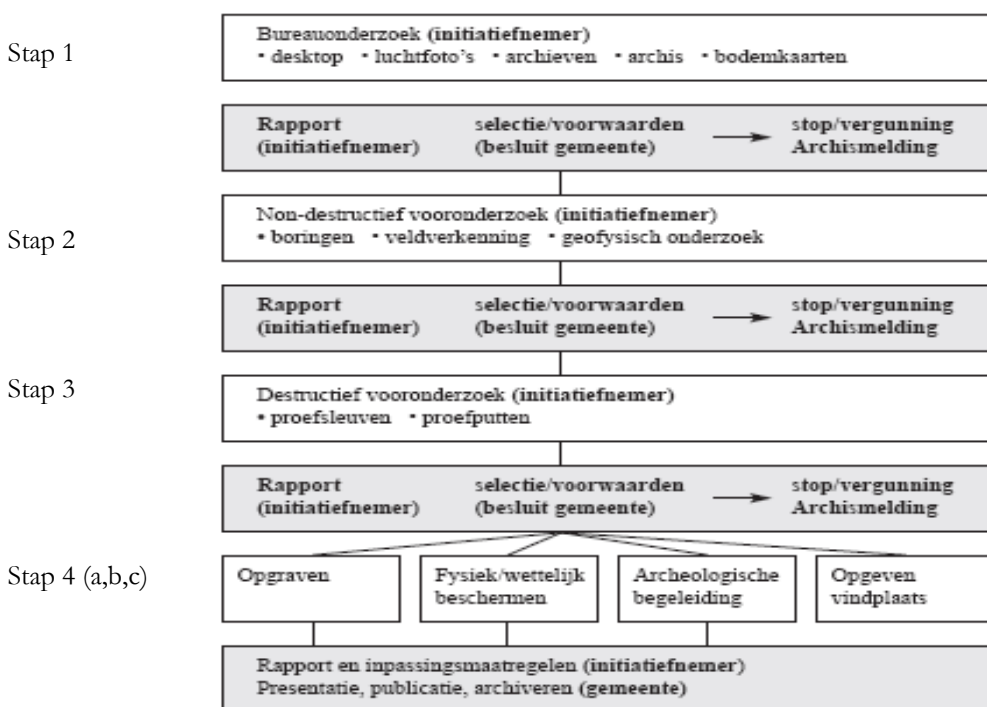 Stap 1
Bureauonderzoek (initiatiefnemer)
• desktop • luchtfoto's • archieven • archis • bodemkaarten
Rapport selectie/voorwaarden stop/vergunning
(initiatiefnemer) (besluit gemeente) Archismelding
Stap 2
Non-destructief vooronderzoek (initiatiefnemer)
• boringen • veldverkenning • geofysisch onderzoek
Rapport selectie/voorwaarden stop/vergunning
(initiatiefnemer) (besluit gemeente) Archismelding
Stap 3
Destructief vooronderzoek (initiatiefnemer)
• proefsleuven • proefputten
Rapport selectie/voorwaarden stop/vergunning
(initiatiefnemer) (besluit gemeente) Archismelding
Stap 4 (a,b,c)
Opgraven
Fysiek/wettelijk
beschermen
Archeologische
begeleiding
Opgeven
vindplaats
Rapport en inpassingsmaatregelen (initiatiefnemer)
Presentatie, publicatie, archiveren (gemeente)